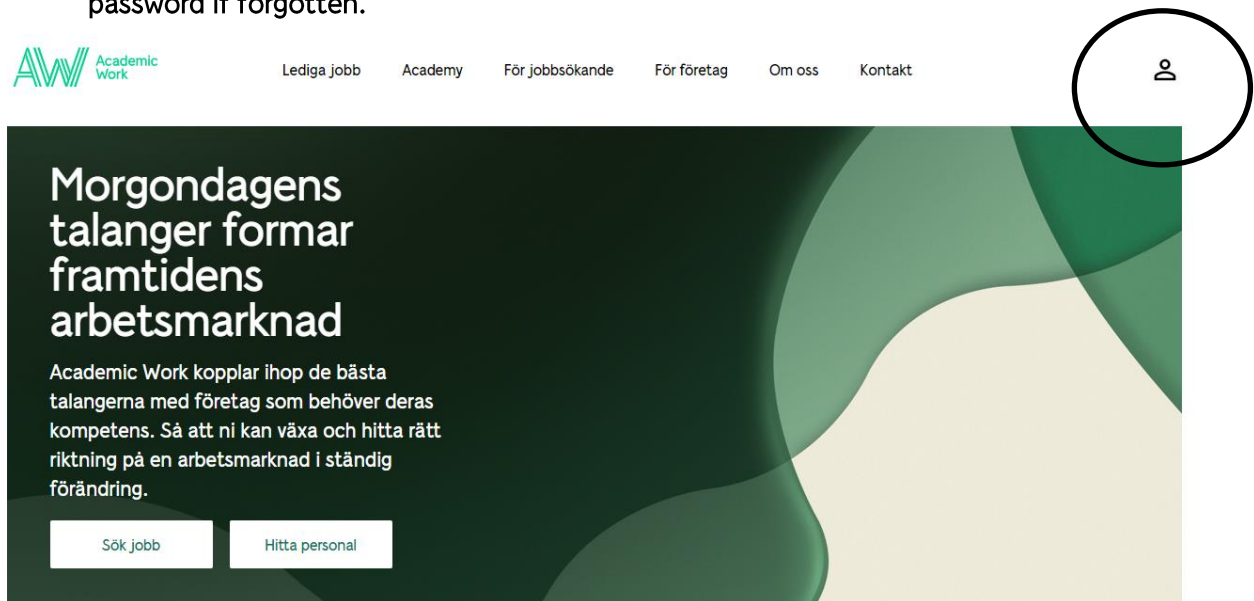 password if forgotten.
Academic
Work
Lediga jobb Academy För jobbsökande För företag Om oss Kontakt
Morgondagens
talanger formar
framtidens
arbetsmarknad
Academic Work kopplar ihop de bästa
talangerna med företag som behöver deras
kompetens. Så att ni kan växa och hitta rätt
riktning på en arbetsmarknad i ständig
förändring.
Sök jobb Hitta personal